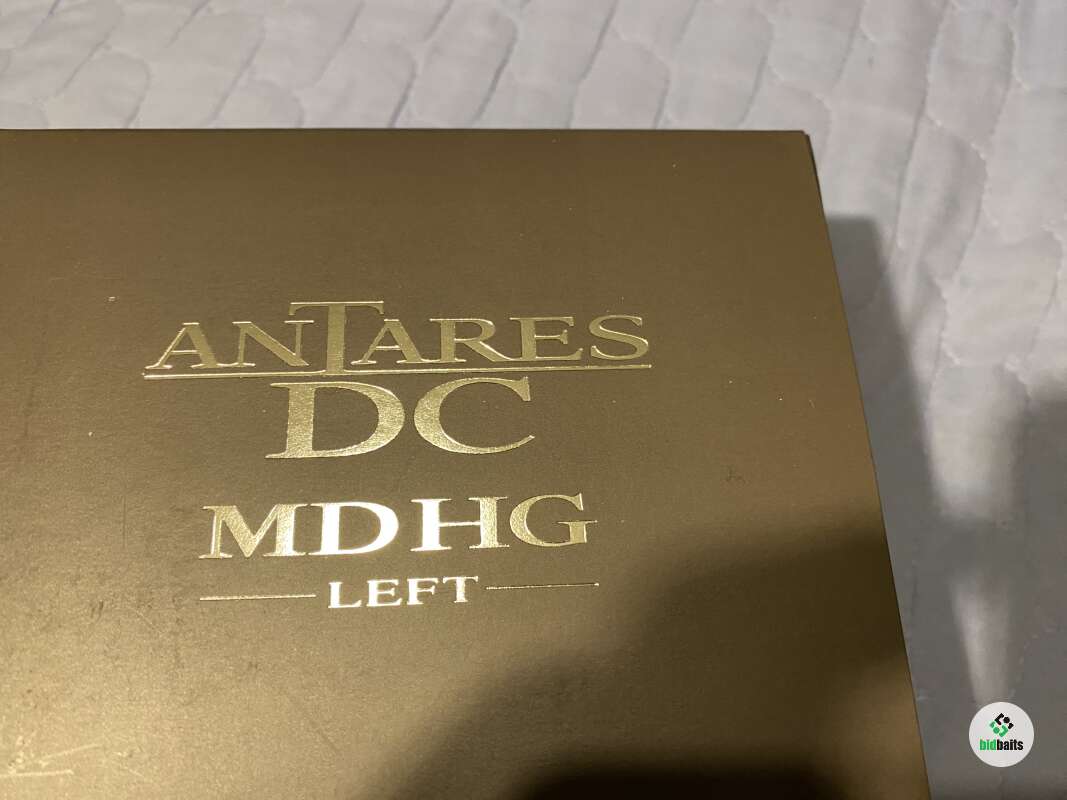 ANTARES
DC
MDHG
LEFT
bidbaits